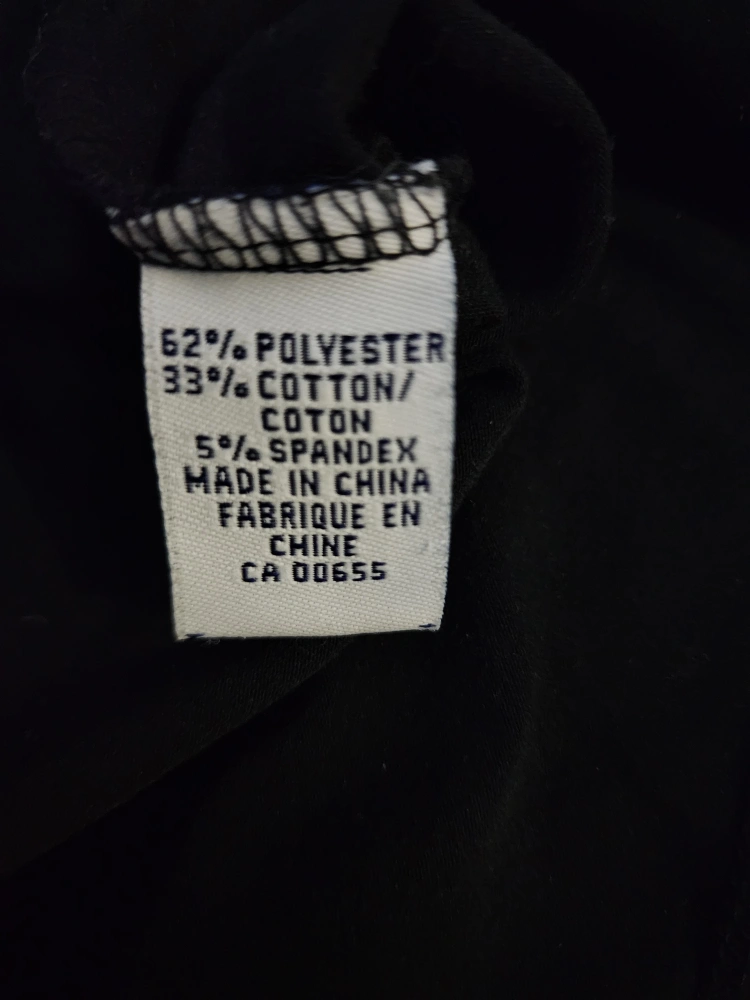 62% POLYESTER
33% COTTON/
COTON
5% SPANDEX
MADE IN CHINA
FABRIQUE EN
CHINE
CA 00655